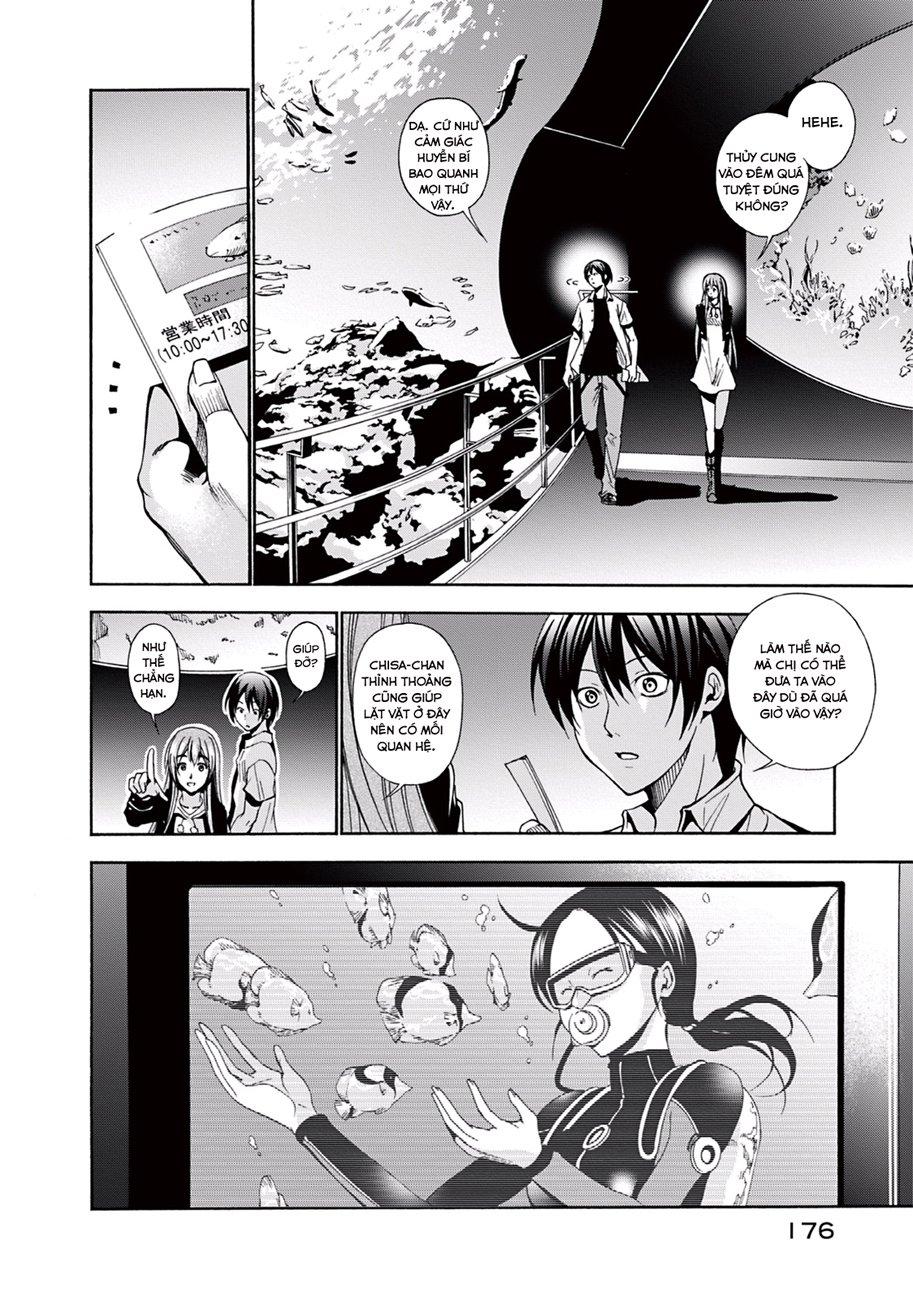 HEHE.
THỦY CUNG
VÀO ĐÊM QUÁ
TUYỆT ĐÚNG
KHÔNG?
DẠ. CỨ NHƯ
CẢM GIÁC
HUYỀN BÍ
BAO QUANH
MỌI THỨ
VẬY.
営業時間
(10:00~17:30
LÀM THẾ NÀO
MÀ CHỊ CÓ THỂ
ĐƯA TA VÀO
ĐÂY DÙ ĐÃ QUÁ
GIỜ VÀO VẬY?
CHISA-CHAN
THỈNH THOẢNG
CŨNG GIÚP
LẶT VẶT Ở ĐÂY
NÊN CÓ MỐI
QUAN HỆ.
GIÚP
ĐỠ?
NHƯ
THẾ
CHẲNG
HẠN.
176